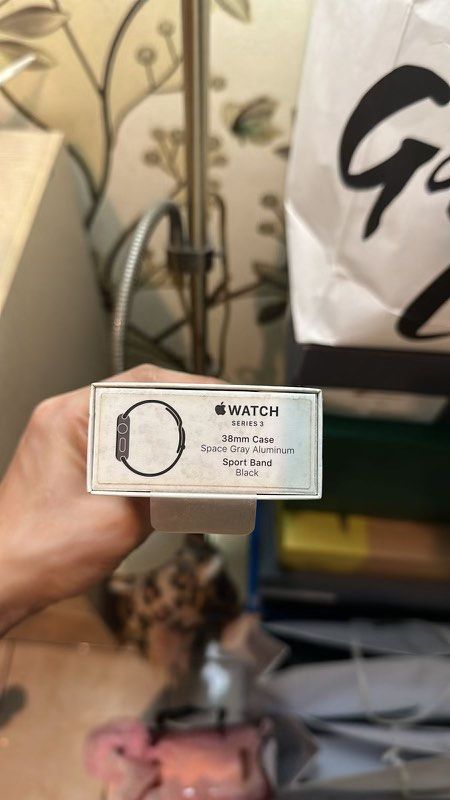 WATCH
SERIES 3
38mm Case
Space Gray Aluminum
Sport Band
Black